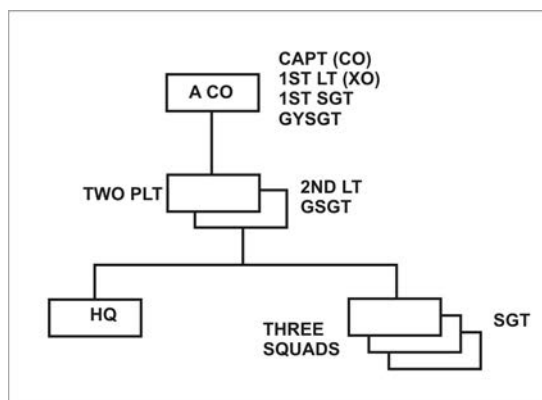 A CO
CAPT (CO)
1ST LT (XO)
1ST SGT
GYSGT
TWO PLT
2ND LT
GSGT
HQ
THREE
SQUADS
SGT